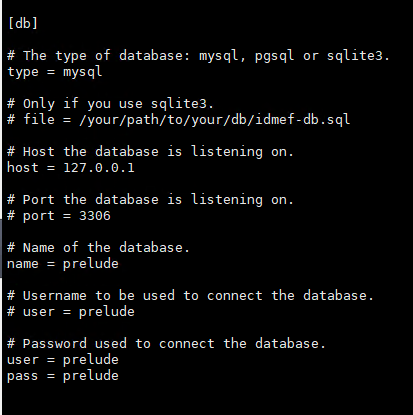 [db]
# The type of database: mysql, pgsql or sqlite3.
type = mysql
# Only if you use sqlite3.
# file = /your/path/to/your/db/idmef-db.sql
# Host the database is listening on.
host = 127.0.0.1
# Port the database is listening on.
# port = 3306
# Name of the database.
name = prelude
# Username to be used to connect the database.
# user = prelude
# Password used to connect the database.
user = prelude
pass = prelude